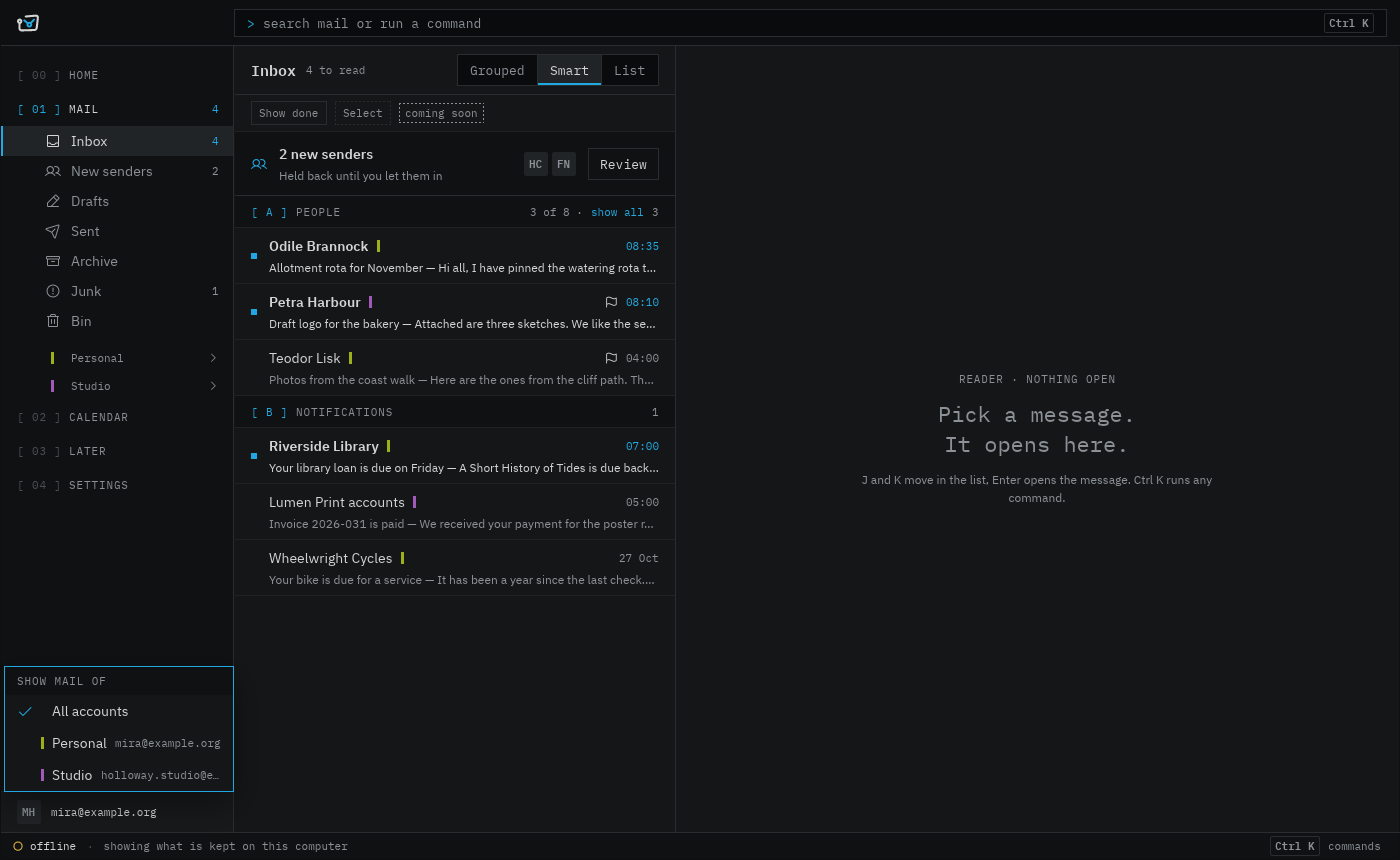 > search mail or run a command
Ctrl K
[ 00 ] HOME
[ 01 ] MAIL 4
Inbox 4
New senders 2
Drafts
Sent
Archive
Junk 1
Bin
Personal
Studio
[ 02 ] CALENDAR
[ 03 ] LATER
[ 04 ] SETTINGS
SHOW MAIL OF
All accounts
Personal mira@example.org
Studio holloway.studio@e…
MH mira@example.org
Inbox 4 to read
Grouped Smart List
Show done Select coming soon
2 new senders
Held back until you let them in
HC FN Review
[ A ] PEOPLE 3 of 8 · show all 3
Odile Brannock 08:35
Allotment rota for November — Hi all, I have pinned the watering rota t…
Petra Harbour 08:10
Draft logo for the bakery — Attached are three sketches. We like the se…
Teodor Lisk 04:00
Photos from the coast walk — Here are the ones from the cliff path. Th…
[ B ] NOTIFICATIONS 1
Riverside Library 07:00
Your library loan is due on Friday — A Short History of Tides is due back…
Lumen Print accounts 05:00
Invoice 2026-031 is paid — We received your payment for the poster r…
Wheelwright Cycles 27 Oct
Your bike is due for a service — It has been a year since the last check.…
READER · NOTHING OPEN
Pick a message.
It opens here.
J and K move in the list, Enter opens the message. Ctrl K runs any
command.
offline · showing what is kept on this computer
Ctrl K commands